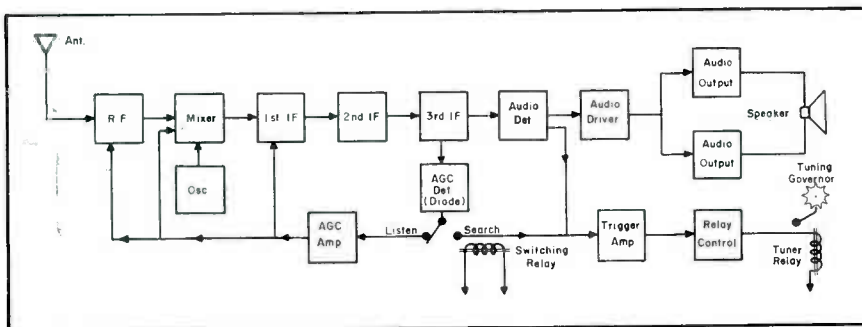 Ant.
R F
Mixer
1st IF
2nd IF
3rd IF
Audio
Det
Audio
Driver
Audio
Output
Audio
Output
Speaker
Osc
AGC
Det
(Diode)
AGC
Amp
Listen
Search
Switching
Relay
Trigger
Amp
Relay
Control
Tuning
Governor
Tuner
Relay